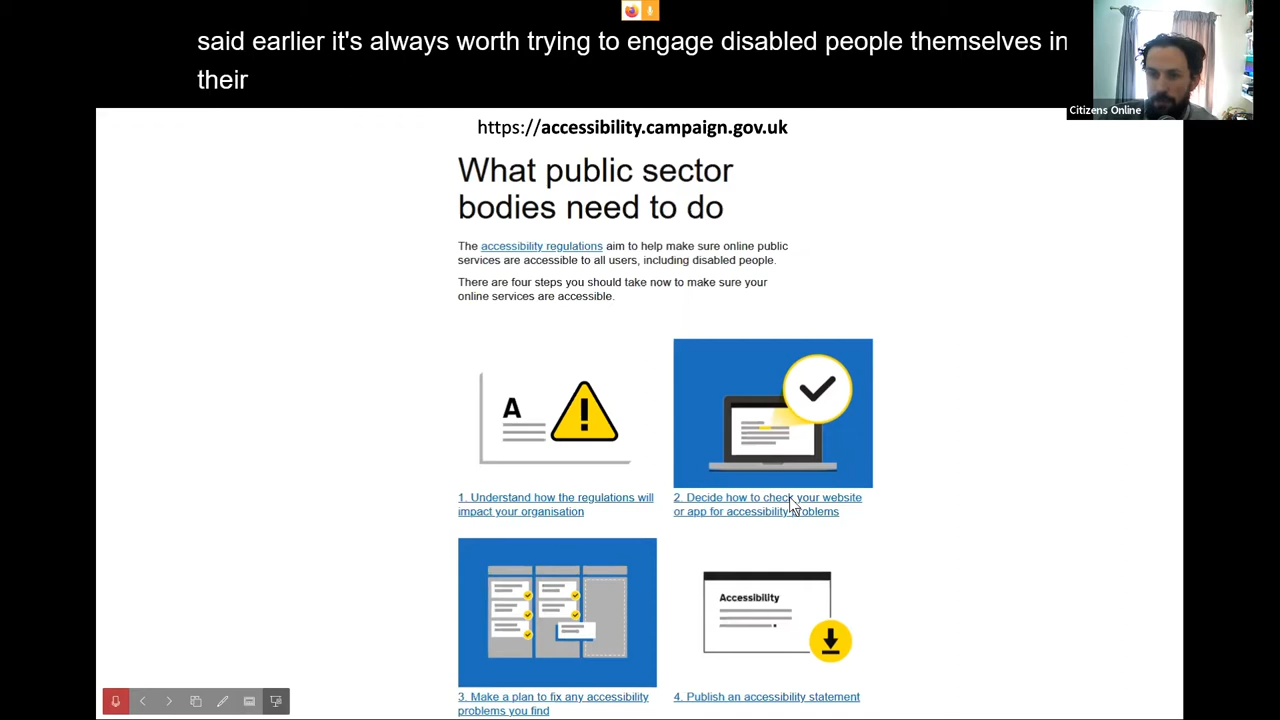 said earlier it's always worth trying to engage disabled people themselves in
their
Citizens Online
https://accessibility.campaign.gov.uk
What public sector
bodies need to do
The accessibility regulations aim to help make sure online public
services are accessible to all users, including disabled people.
There are four steps you should take now to make sure your
online services are accessible.
A
1. Understand how the regulations will
impact your organisation
2. Decide how to check your website
or app for accessibility problems
Accessibility
3. Make a plan to fix any accessibility
problems you find
4. Publish an accessibility statement